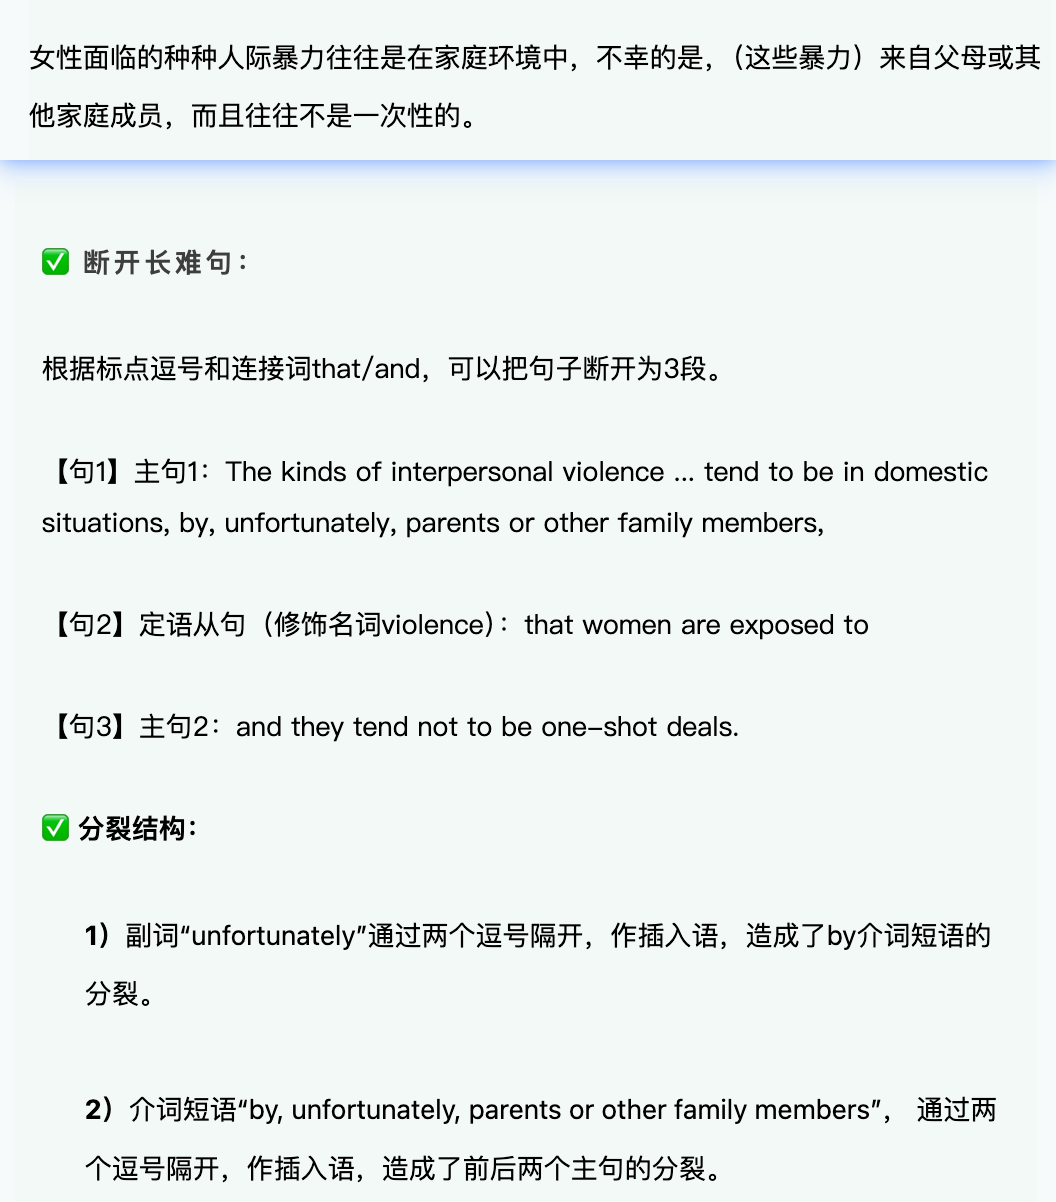 女性面临的种种人际暴力往往是在家庭环境中，不幸的是，（这些暴力）来自父母或其
他家庭成员，而且往往不是一次性的。
✅ 断开长难句：
根据标点逗号和连接词that/and，可以把句子断开为3段。
【句1】主句1：The kinds of interpersonal violence ... tend to be in domestic
situations, by, unfortunately, parents or other family members,
【句2】定语从句（修饰名词violence）：that women are exposed to
【句3】主句2：and they tend not to be one–shot deals.
✅ 分裂结构：
1）副词“unfortunately”通过两个逗号隔开，作插入语，造成了by介词短语的
分裂。
2）介词短语“by, unfortunately, parents or other family members”， 通过两
个逗号隔开，作插入语，造成了前后两个主句的分裂。